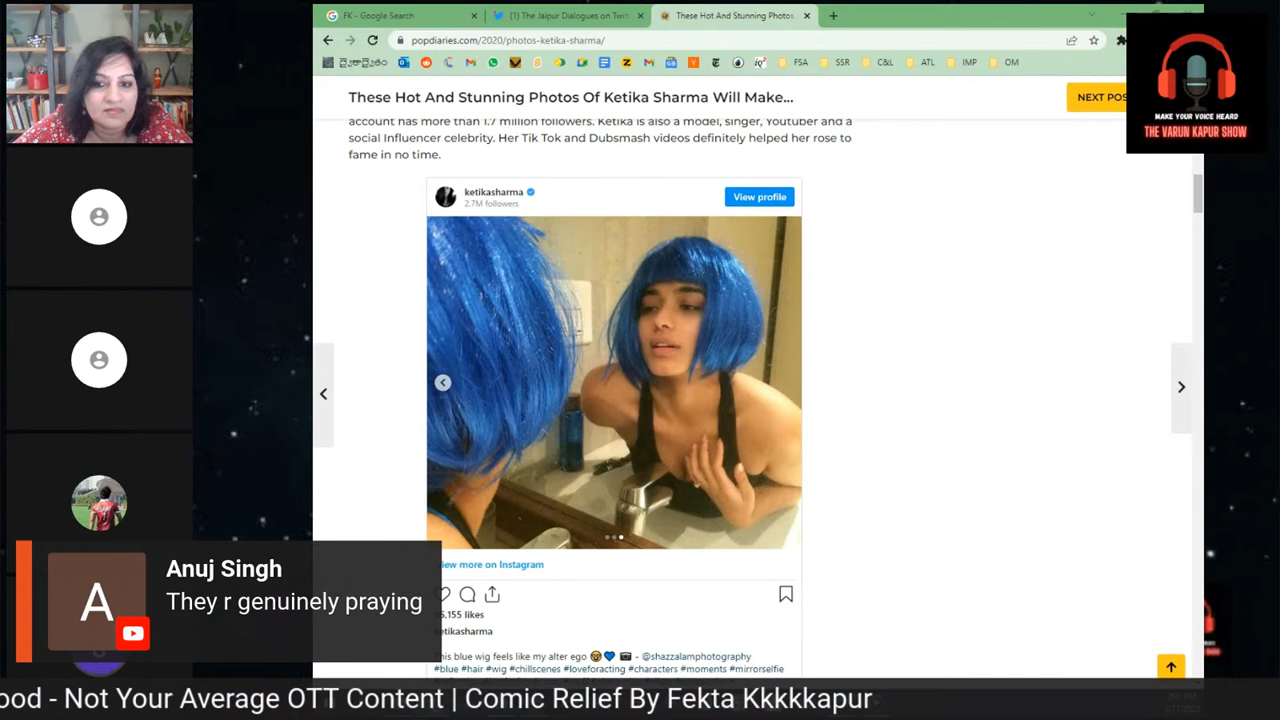 FK - Google Search
(1) The Jaipur Dialogues on Twit
These Hot And Stunning Photos
popdiaries.com/2020/photos-ketika-sharma/
FSA
SSR
C&L
ATL
IMP
OM
These Hot And Stunning Photos Of Ketika Sharma Will Make...
NEXT POS
MAKE YOUR VOICE HEARD
THE VARUN KAPUR SHOW
account has more than 1.7 million followers. Ketika is also a model, singer, Youtuber and a
social Influencer celebrity. Her Tik Tok and Dubsmash videos definitely helped her rose to
fame in no time.
ketikasharma
2.7M followers
View profile
Anuj Singh
They r genuinely praying
A
iew more on Instagram
5,155 likes
ketikasharma
his blue wig feels like my alter ego - @shazzalamphotography
#blue #hair #wig #chillscenes #loveforacting #characters #moments #mirrorselfie
ood - Not Your Average OTT Content | Comic Relief By Fekta Kkkkkapur